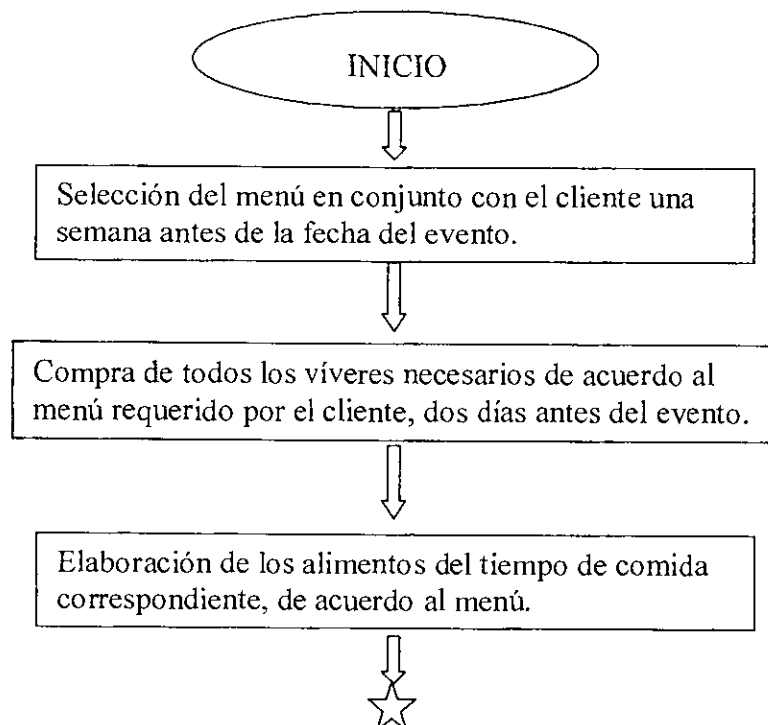 INICIO
Selección del menú en conjunto con el cliente una
semana antes de la fecha del evento.
Compra de todos los víveres necesarios de acuerdo al
menú requerido por el cliente, dos días antes del evento.
Elaboración de los alimentos del tiempo de comida
correspondiente, de acuerdo al menú.